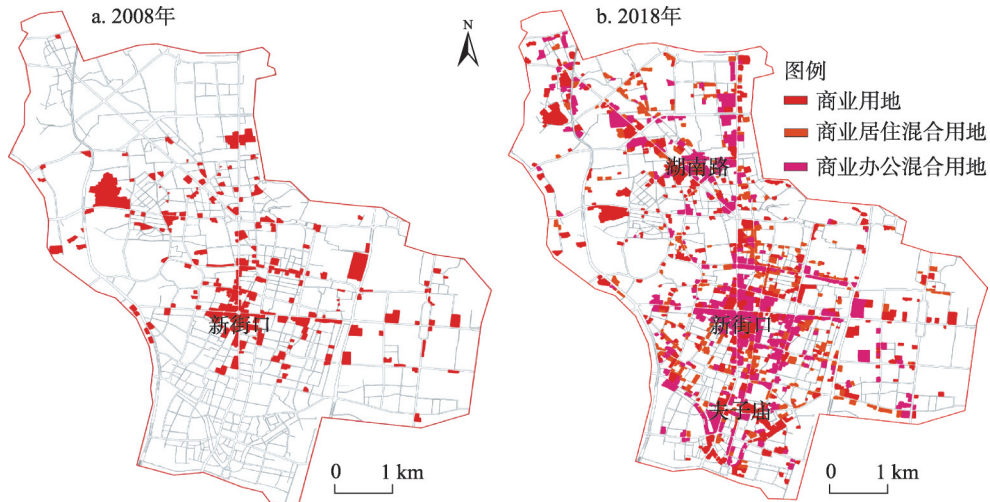 a. 2008年
N
新街口
0 1 km
b. 2018年
图例
商业用地
商业居住混合用地
商业办公混合用地
湖南路
新街口
夫子庙
0 1 km